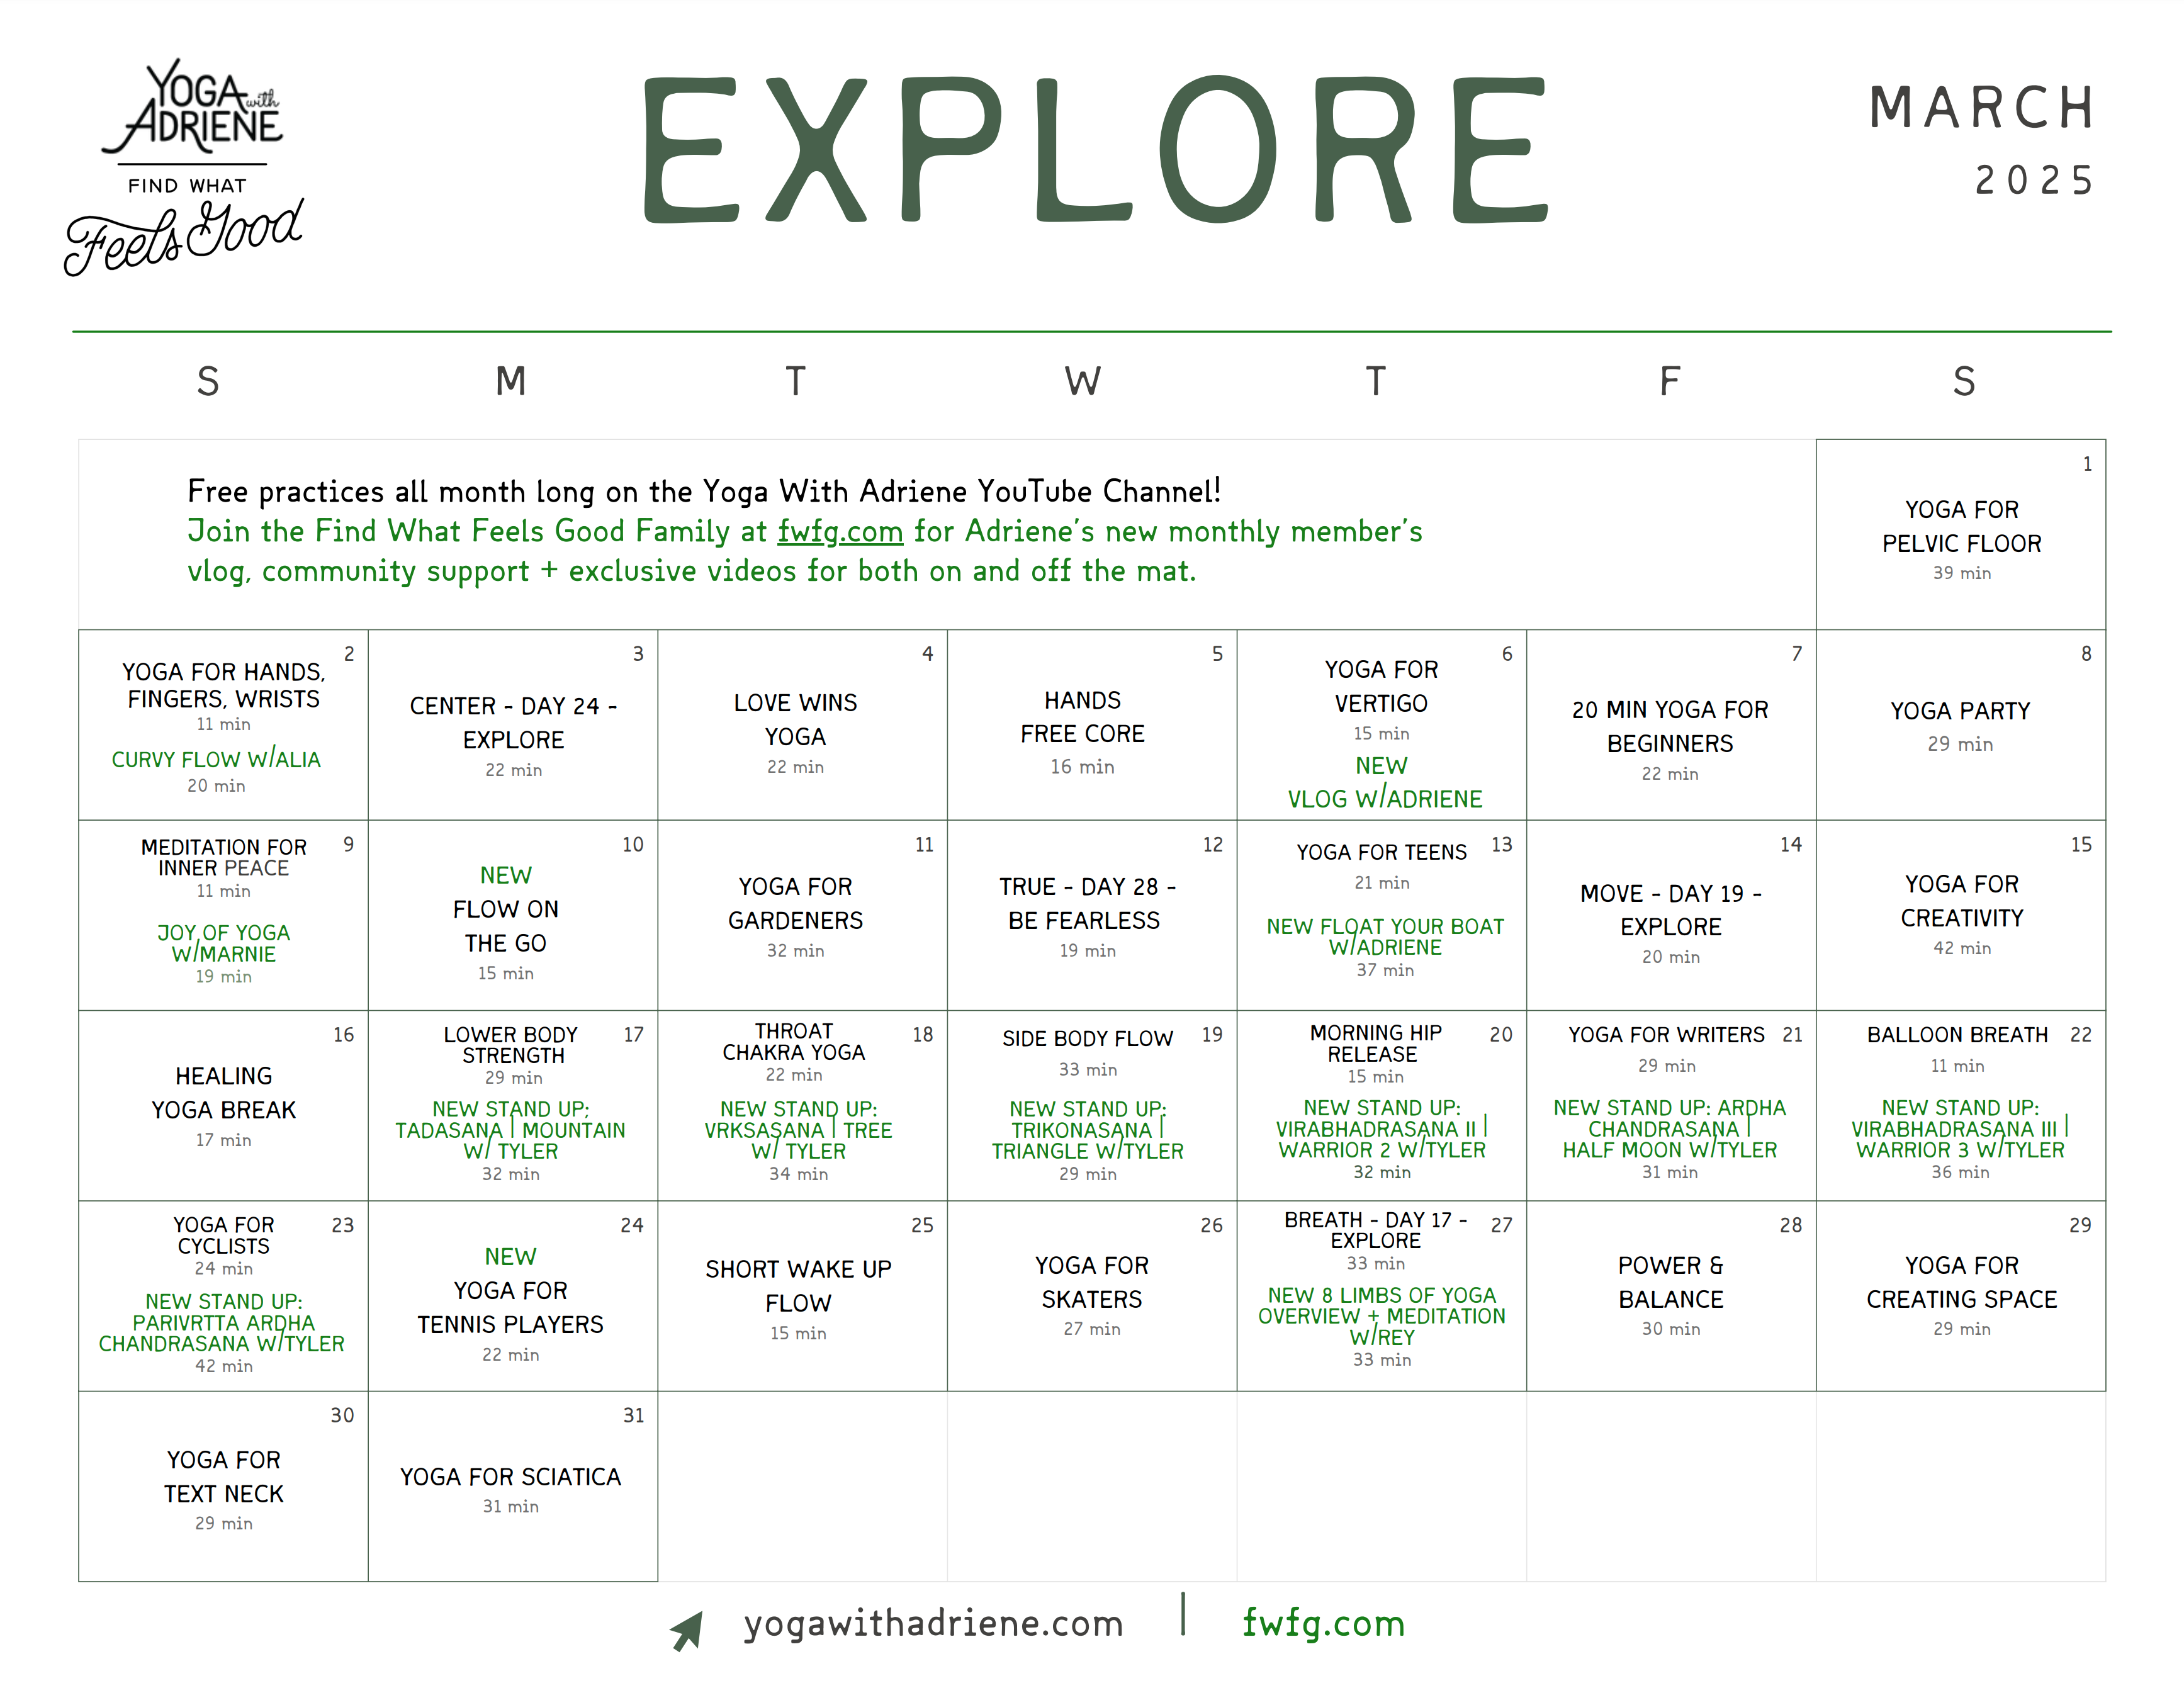 YOGA with
ADRIENE
FIND WHAT
Feels Good
EXPLORE
MARCH
2025
S M T W T F S
Free practices all month long on the Yoga With Adriene YouTube Channel!
Join the Find What Feels Good Family at fwfg.com for Adriene's new monthly member's
vlog, community support + exclusive videos for both on and off the mat.
1
YOGA FOR
PELVIC FLOOR
39 min
2
YOGA FOR HANDS,
FINGERS, WRISTS
11 min
CURVY FLOW W/ALIA
20 min
3
CENTER - DAY 24 -
EXPLORE
22 min
4
LOVE WINS
YOGA
22 min
5
HANDS
FREE CORE
16 min
6
YOGA FOR
VERTIGO
15 min
NEW
VLOG W/ADRIENE
7
20 MIN YOGA FOR
BEGINNERS
22 min
8
YOGA PARTY
29 min
9
MEDITATION FOR
INNER PEACE
11 min
JOY OF YOGA
W/MARNIE
19 min
10
NEW
FLOW ON
THE GO
15 min
11
YOGA FOR
GARDENERS
32 min
12
TRUE - DAY 28 -
BE FEARLESS
19 min
13
YOGA FOR TEENS
21 min
NEW FLOAT YOUR BOAT
W/ADRIENE
37 min
14
MOVE - DAY 19 -
EXPLORE
20 min
15
YOGA FOR
CREATIVITY
42 min
16
HEALING
YOGA BREAK
17 min
17
LOWER BODY
STRENGTH
29 min
NEW STAND UP:
TADASANA | MOUNTAIN
W/ TYLER
32 min
18
THROAT
CHAKRA YOGA
22 min
NEW STAND UP:
VRKSASANA | TREE
W/ TYLER
34 min
19
SIDE BODY FLOW
33 min
NEW STAND UP:
TRIKONASANA |
TRIANGLE W/TYLER
29 min
20
MORNING HIP
RELEASE
15 min
NEW STAND UP:
VIRABHADRASANA II |
WARRIOR 2 W/TYLER
32 min
21
YOGA FOR WRITERS
29 min
NEW STAND UP: ARDHA
CHANDRASANA |
HALF MOON W/TYLER
31 min
22
BALLOON BREATH
11 min
NEW STAND UP:
VIRABHADRASANA III |
WARRIOR 3 W/TYLER
36 min
23
YOGA FOR
CYCLISTS
24 min
NEW STAND UP:
PARIVRTTA ARDHA
CHANDRASANA W/TYLER
42 min
24
NEW
YOGA FOR
TENNIS PLAYERS
22 min
25
SHORT WAKE UP
FLOW
15 min
26
YOGA FOR
SKATERS
27 min
27
BREATH - DAY 17 -
EXPLORE
33 min
NEW 8 LIMBS OF YOGA
OVERVIEW + MEDITATION
W/REY
33 min
28
POWER &
BALANCE
30 min
29
YOGA FOR
CREATING SPACE
29 min
30
YOGA FOR
TEXT NECK
29 min
31
YOGA FOR SCIATICA
31 min
yogawithadriene.com | fwfg.com